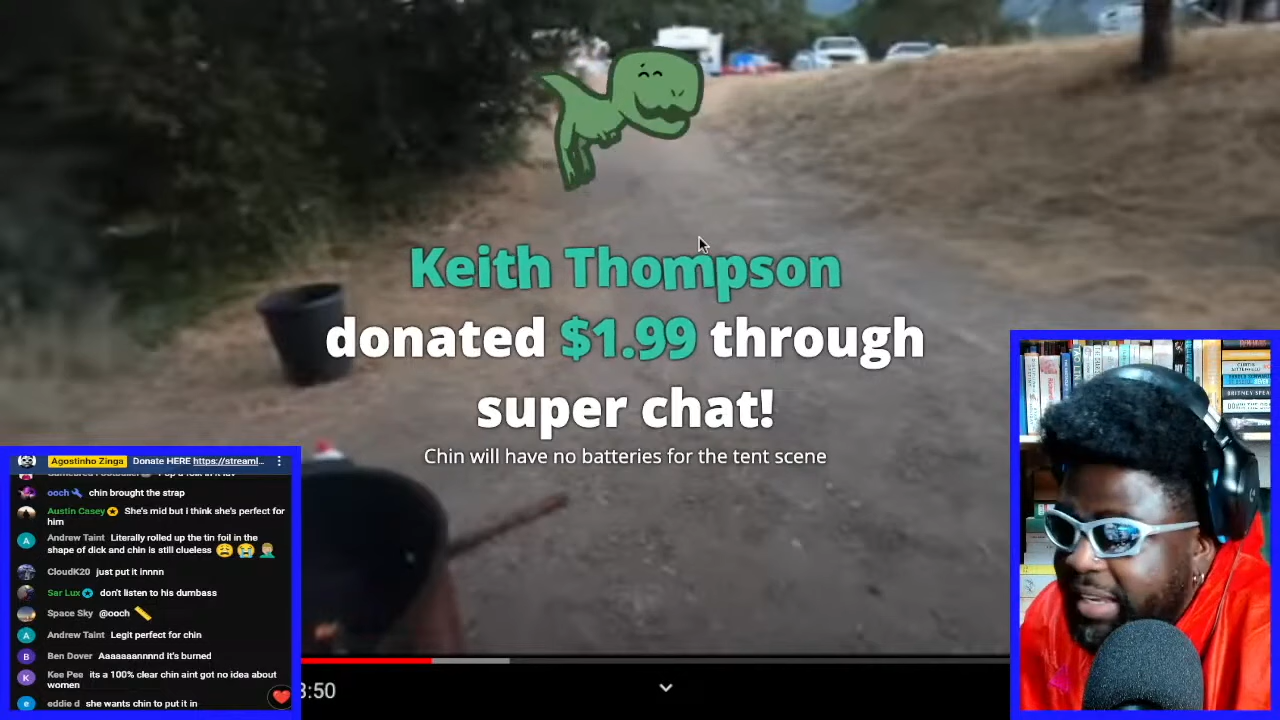 Keith Thompson
donated $1.99 through
super chat!
Chin will have no batteries for the tent scene
Agostinho Zinga Donate HERE https://streaml...
ooch chin brought the strap
Austin Casey She's mid but i think she's perfect for
him
Andrew Taint Literally rolled up the tin foil in the
shape of dick and chin is still clueless
CloudK20 just put it innnn
Sar Lux don't listen to his dumbass
Space Sky @ooch
Andrew Taint Legit perfect for chin
Ben Dover Aaaaaaannnnd it's burned
Kee Pee its a 100% clear chin aint got no idea about
women
eddie d she wants chin to put it in
3:50
BRITNEY SPEA